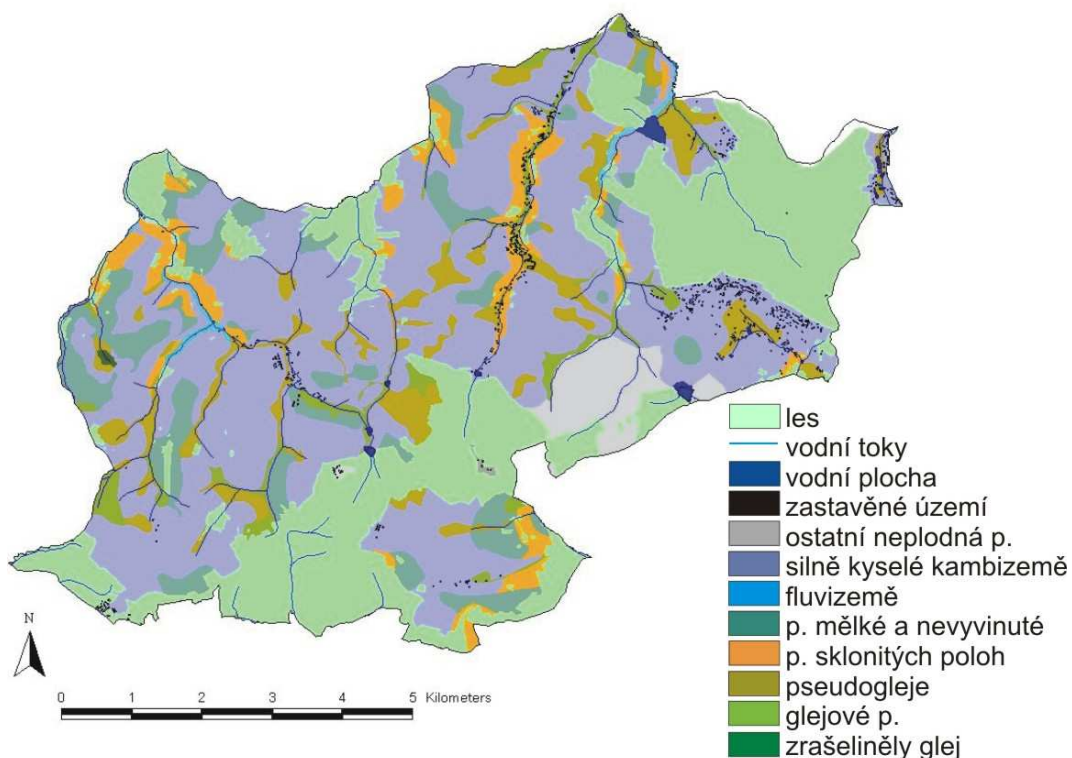 les
vodní toky
vodní plocha
zastavěné území
ostatní neplodná p.
silně kyselé kambizemě
fluvizemě
p. mělké a nevyvinuté
p. sklonitých poloh
pseudogleje
glejové p.
zrašeliněly glej
N
0 1 2 3 4 5 Kilometers